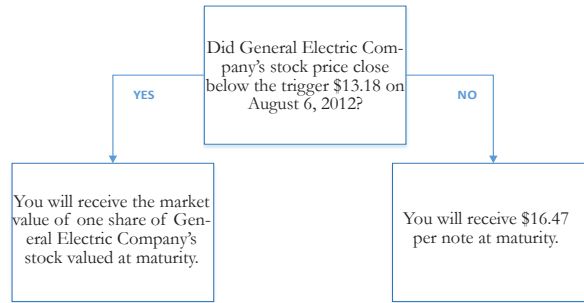 Did General Electric Com-
pany's stock price close
below the trigger $13.18 on
August 6, 2012?
YES
NO
You will receive the market
value of one share of Gen-
eral Electric Company's
stock valued at maturity.
You will receive $16.47
per note at maturity.